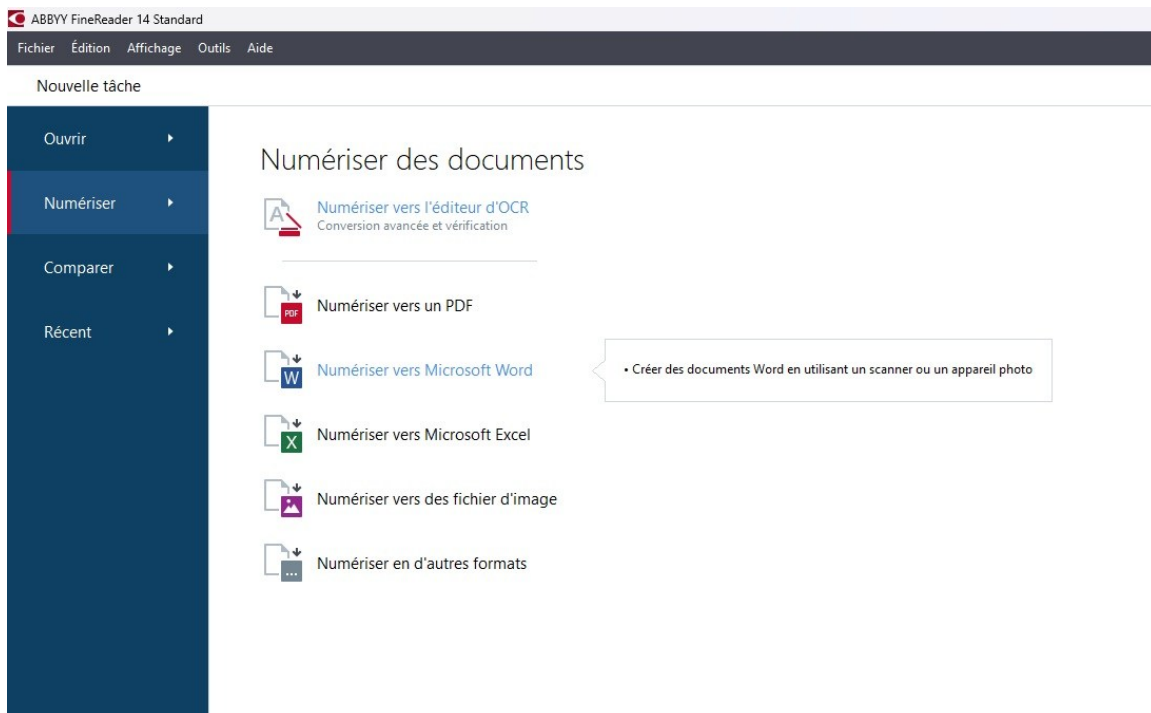 ABBYY FineReader 14 Standard
Fichier Édition Affichage Outils Aide
Nouvelle tâche
Ouvrir
Numériser
Comparer
Récent
Numériser des documents
Numériser vers l'éditeur d'OCR
Conversion avancée et vérification
Numériser vers un PDF
Numériser vers Microsoft Word
• Créer des documents Word en utilisant un scanner ou un appareil photo
Numériser vers Microsoft Excel
Numériser vers des fichier d'image
Numériser en d'autres formats